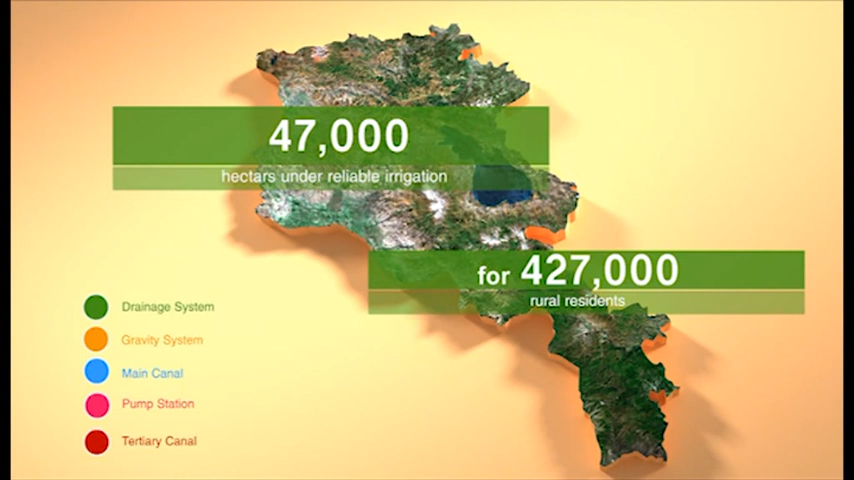 47,000
hectars under reliable irrigation
for 427,000
rural residents
Drainage System
Gravity System
Main Canal
Pump Station
Tertiary Canal